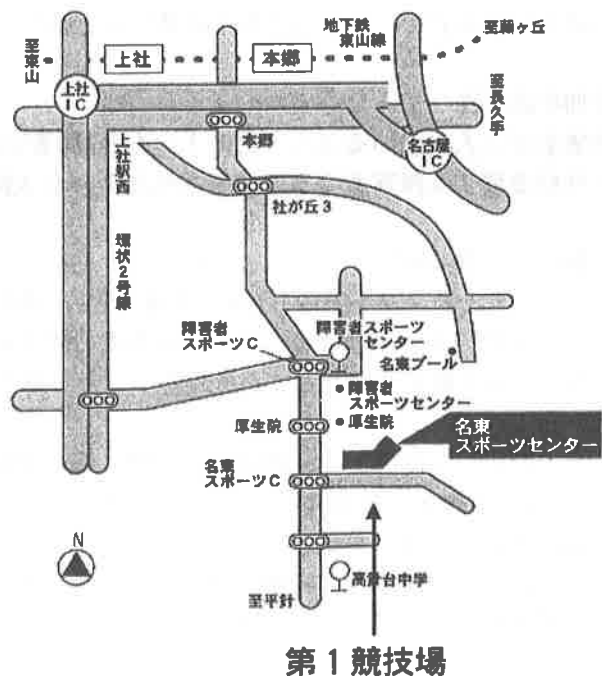 地下鉄
東山線
至藤ヶ丘
至東山
上社
本郷
上社
IC
至長久手
本郷
名古屋
IC
上社駅西
社が丘3
環状2号線
障害者
スポーツC
障害者スポーツ
センター
名東プール
障害者
スポーツセンター
厚生院
厚生院
名東
スポーツセンター
名東
スポーツC
N
高針台中学
至平針
第1競技場